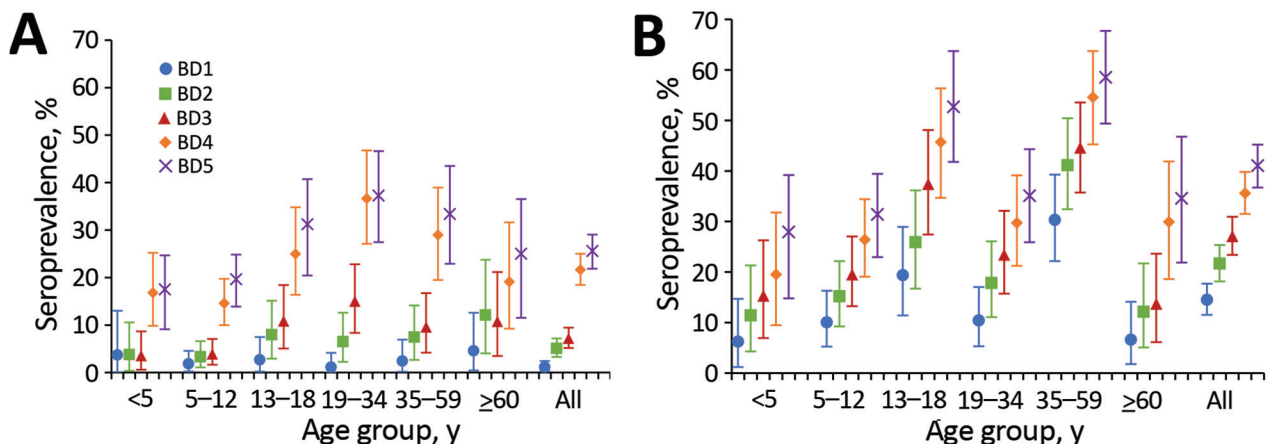 A
Seroprevalence, %
70
60
50
40
30
20
10
0
BD1
BD2
BD3
BD4
BD5
<5 5–12 13–18 19–34 35–59 ≥60 All
Age group, y
B
Seroprevalence, %
70
60
50
40
30
20
10
0
<5 5–12 13–18 19–34 35–59 ≥60 All
Age group, y